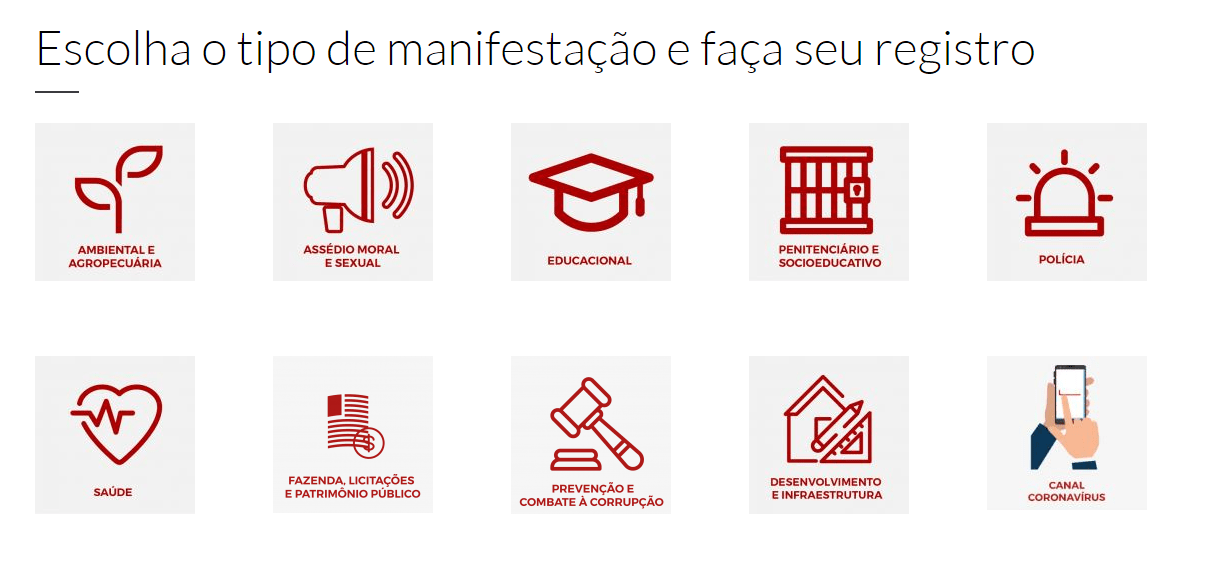 Escolha o tipo de manifestação e faça seu registro
AMBIENTAL E
AGROPECUÁRIA
ASSÉDIO MORAL
E SEXUAL
EDUCACIONAL
PENITENCIÁRIO E
SOCIOEDUCATIVO
POLÍCIA
SAÚDE
FAZENDA, LICITAÇÕES
E PATRIMÔNIO PÚBLICO
PREVENÇÃO E
COMBATE À CORRUPÇÃO
DESENVOLVIMENTO
E INFRAESTRUTURA
CANAL
CORONAVÍRUS